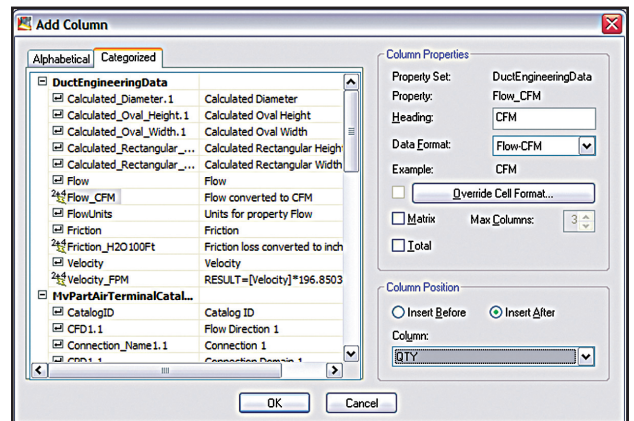 Add Column
Alphabetical Categorized
DuctEngineeringData
Calculated_Diameter.1 Calculated Diameter
Calculated_Oval_Height.1 Calculated Oval Height
Calculated_Oval_Width.1 Calculated Oval Width
Calculated_Rectangular_... Calculated Rectangular Heigh
Calculated_Rectangular_... Calculated Rectangular Width
Flow Flow
Flow_CFM Flow converted to CFM
FlowUnits Units for property Flow
Friction Friction
Friction_H2O100Ft Friction loss converted to inch
Velocity Velocity
Velocity_FPM RESULT=[Velocity]*196.8503
MvPartAirTerminalCatal...
CatalogID Catalog ID
CFD1.1 Flow Direction 1
Connection_Name1.1 Connection 1
CPD1.1 Connection Domain 1
Column Properties
Property Set: DuctEngineeringData
Property: Flow_CFM
Heading: CFM
Data Format: Flow-CFM
Example: CFM
Override Cell Format...
Matrix Max Columns: 3
Total
Column Position
Insert Before Insert After
Column:
QTY
OK Cancel